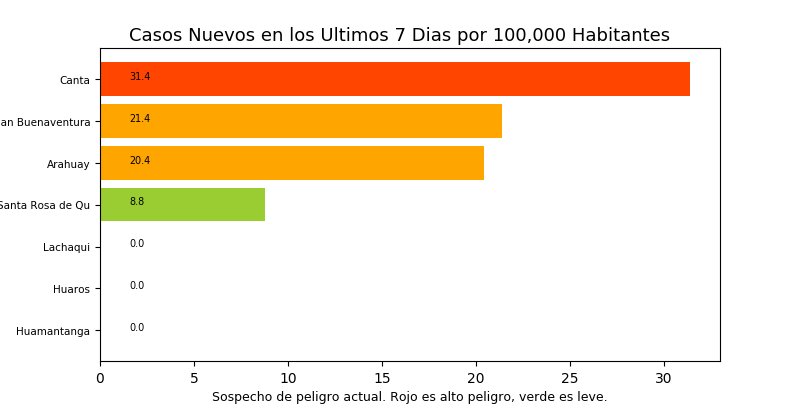 Casos Nuevos en los Ultimos 7 Dias por 100,000 Habitantes
Canta 31.4
an Buenaventura 21.4
Arahuay 20.4
Santa Rosa de Qu 8.8
Lachaqui 0.0
Huaros 0.0
Huamantanga 0.0
0 5 10 15 20 25 30
Sospecho de peligro actual. Rojo es alto peligro, verde es leve.